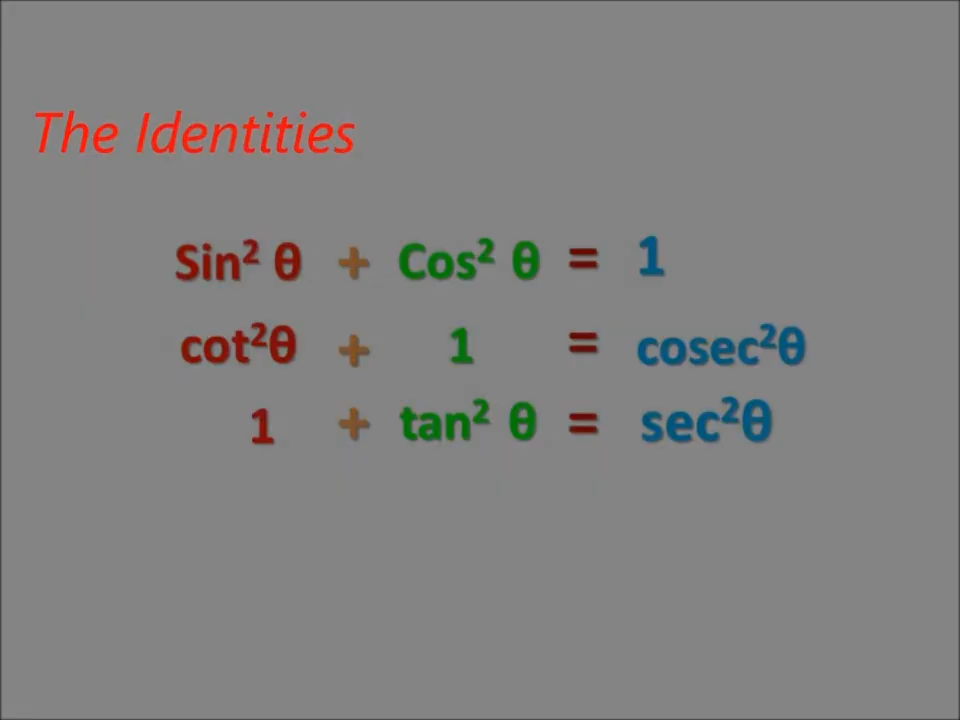 The Identities
Sin² θ + Cos² θ = 1
cot²θ + 1 = cosec²θ
1 + tan² θ = sec²θ